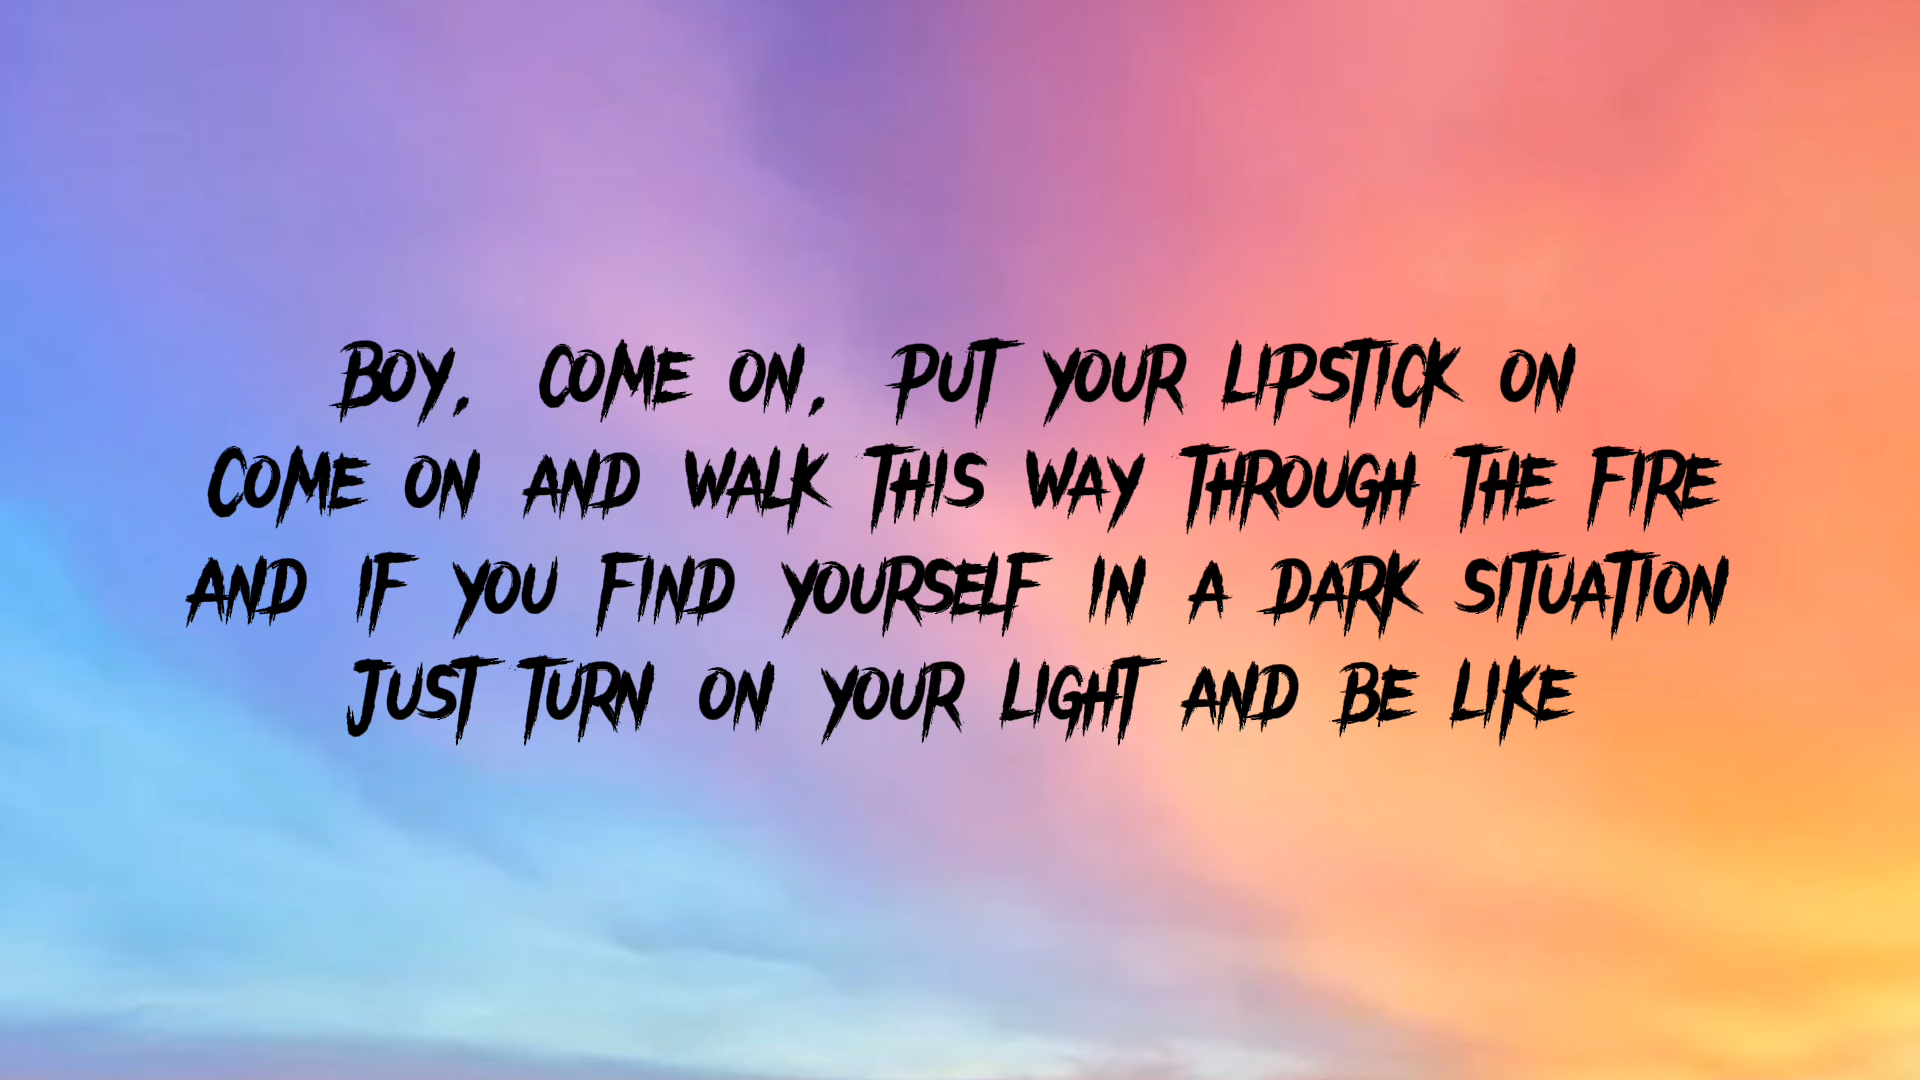 Boy, come on, put your lipstick on
Come on and walk this way through the fire
And if you find yourself in a dark situation
Just turn on your light and be like